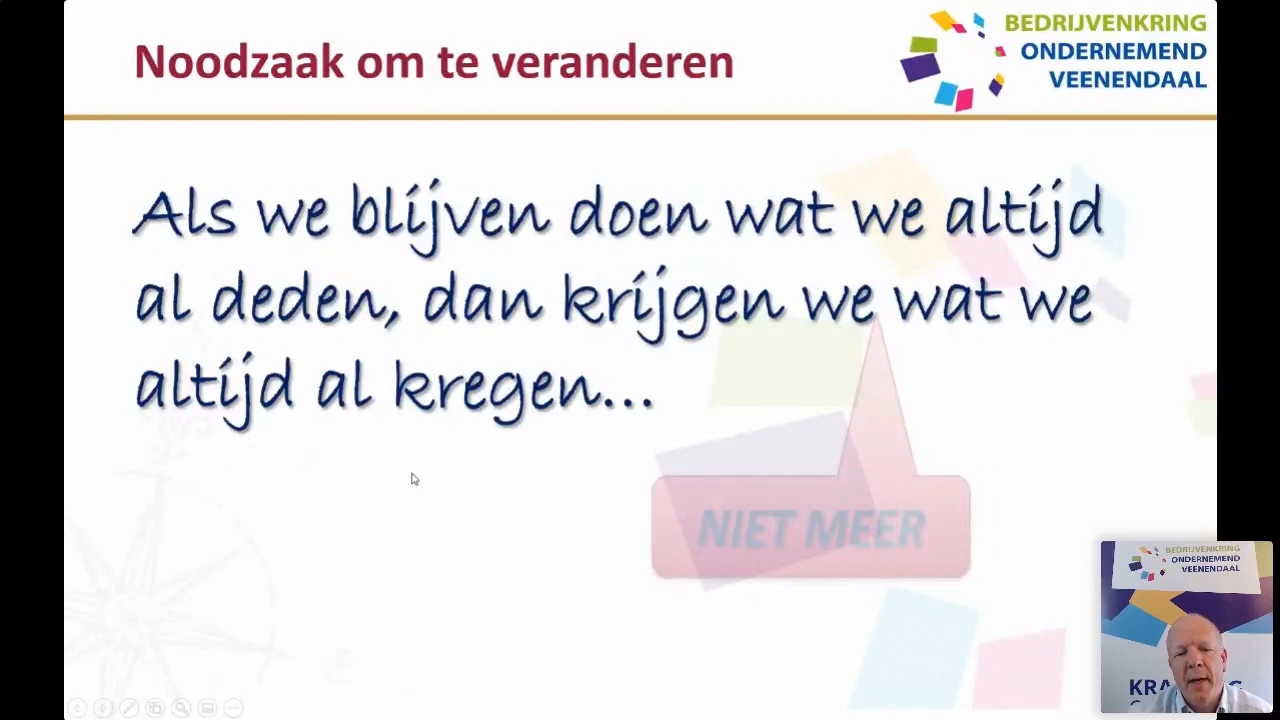 Noodzaak om te veranderen
BEDRIJVENKRING
ONDERNEMEND
VEENENDAAL
Als we blijven doen wat we altijd
al deden, dan krijgen we wat we
altijd al kregen...
NIET MEER
BEDRIJVENKRING
ONDERNEMEND
VEENENDAAL